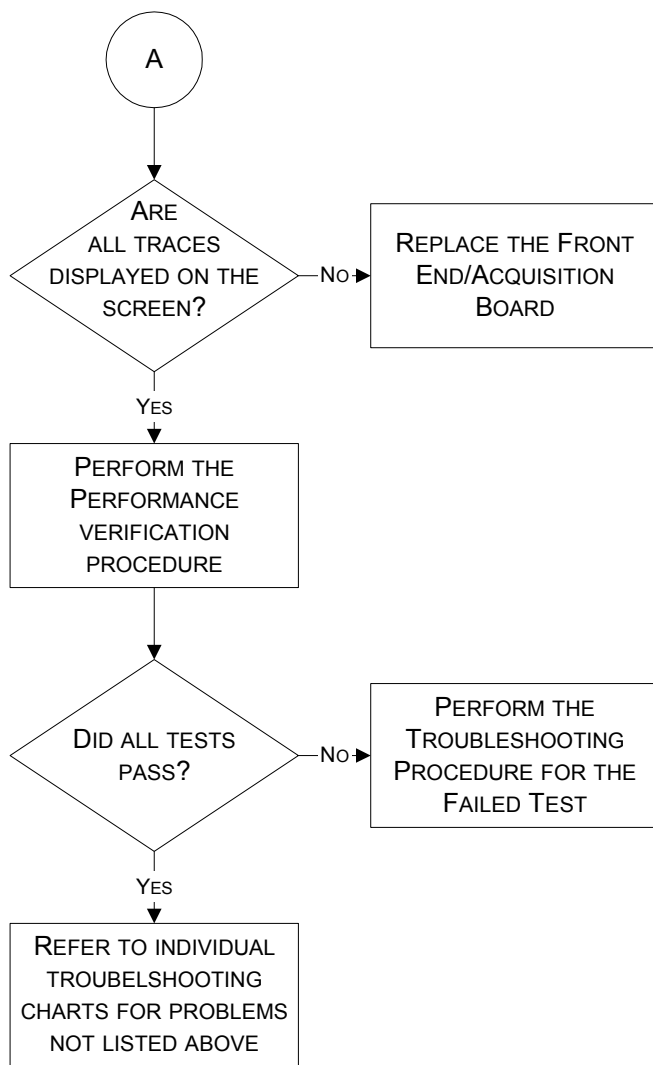 A
ARE
ALL TRACES
DISPLAYED ON THE
SCREEN?
NO
REPLACE THE FRONT
END/ACQUISITION
BOARD
YES
PERFORM THE
PERFORMANCE
VERIFICATION
PROCEDURE
DID ALL TESTS
PASS?
NO
PERFORM THE
TROUBLESHOOTING
PROCEDURE FOR THE
FAILED TEST
YES
REFER TO INDIVIDUAL
TROUBELSHOOTING
CHARTS FOR PROBLEMS
NOT LISTED ABOVE